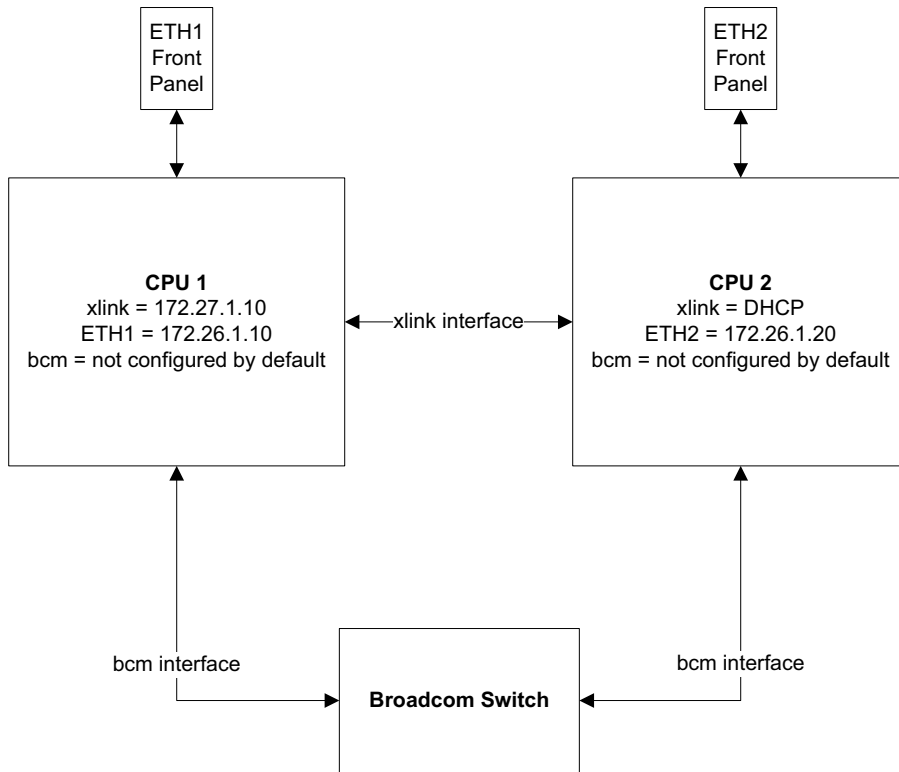 ETH1
Front
Panel
ETH2
Front
Panel
CPU 1
xlink = 172.27.1.10
ETH1 = 172.26.1.10
bcm = not configured by default
xlink interface
CPU 2
xlink = DHCP
ETH2 = 172.26.1.20
bcm = not configured by default
bcm interface
Broadcom Switch
bcm interface